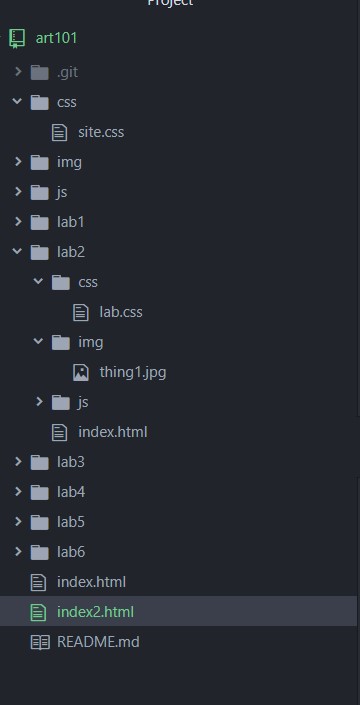 Project
art101
.git
css
site.css
img
js
lab1
lab2
css
lab.css
img
thing1.jpg
js
index.html
lab3
lab4
lab5
lab6
index.html
index2.html
README.md